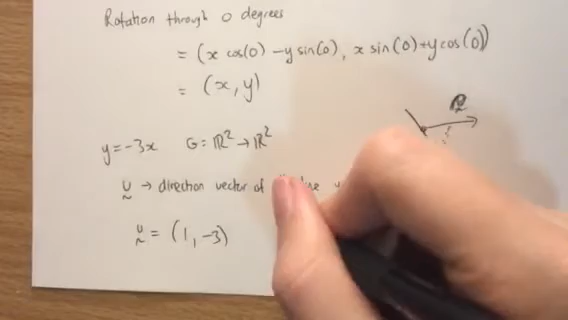 Rotation through 0 degrees
= (x cos(0) - y sin(0), x sin(0) + y cos(0))
= (x, y)
y = -3x G: ℝ² → ℝ²
u → direction vector of
u = (1, -3)